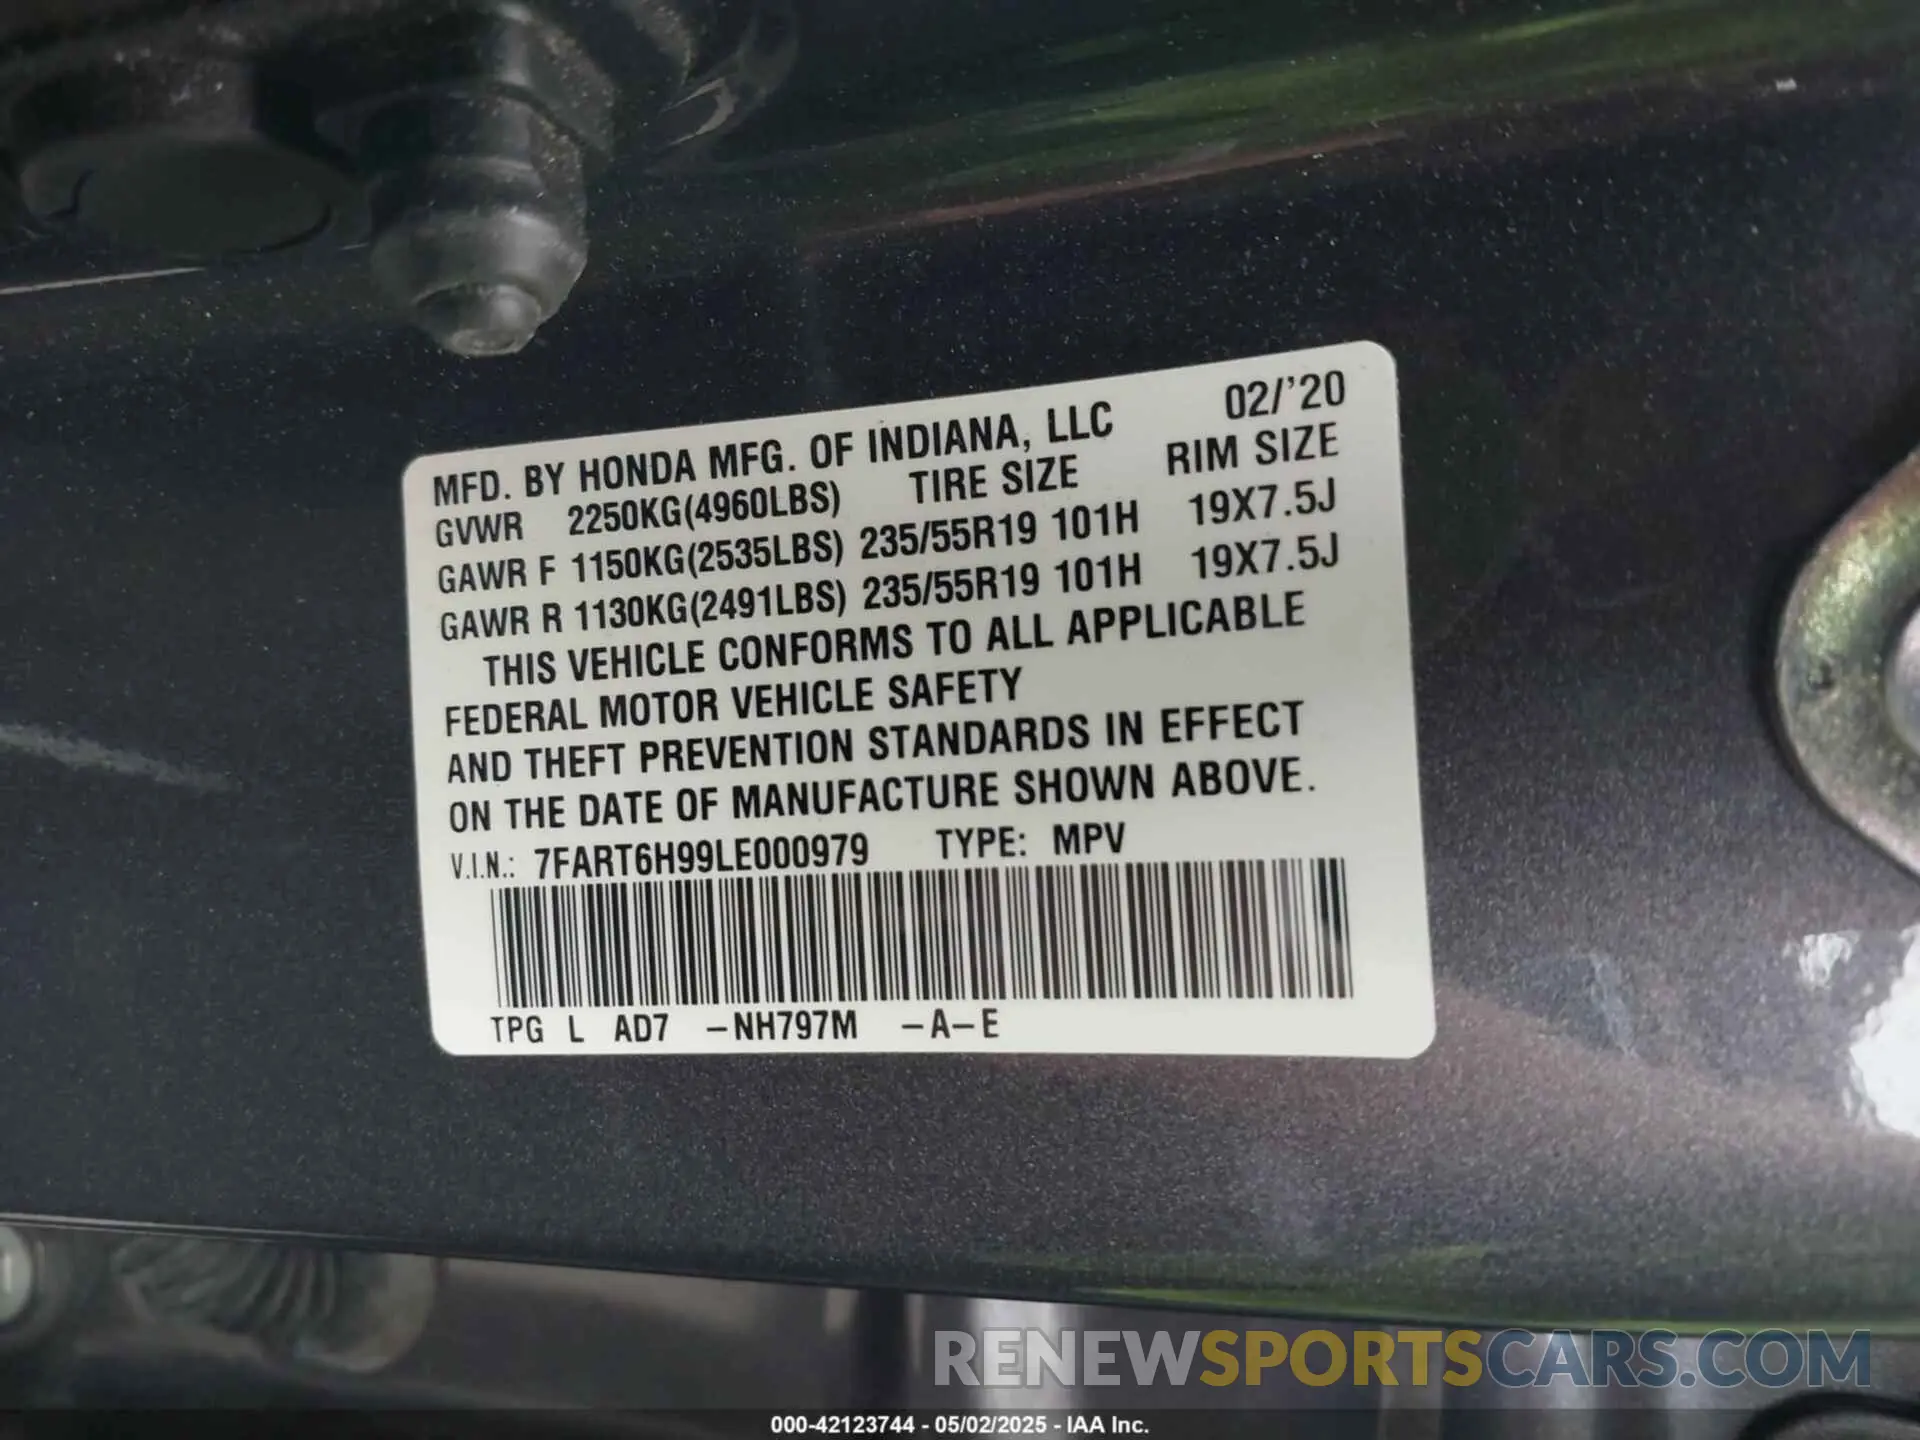 MFD. BY HONDA MFG. OF INDIANA, LLC 02/'20
GVWR 2250KG(4960LBS) TIRE SIZE RIM SIZE
GAWR F 1150KG(2535LBS) 235/55R19 101H 19X7.5J
GAWR R 1130KG(2491LBS) 235/55R19 101H 19X7.5J
THIS VEHICLE CONFORMS TO ALL APPLICABLE
FEDERAL MOTOR VEHICLE SAFETY
AND THEFT PREVENTION STANDARDS IN EFFECT
ON THE DATE OF MANUFACTURE SHOWN ABOVE.
V.I.N.: 7FART6H99LE000979 TYPE: MPV
TPG L AD7 -NH797M -A-E
RENEWSPORTSCARS.COM
000-42123744 - 05/02/2025 - IAA Inc.